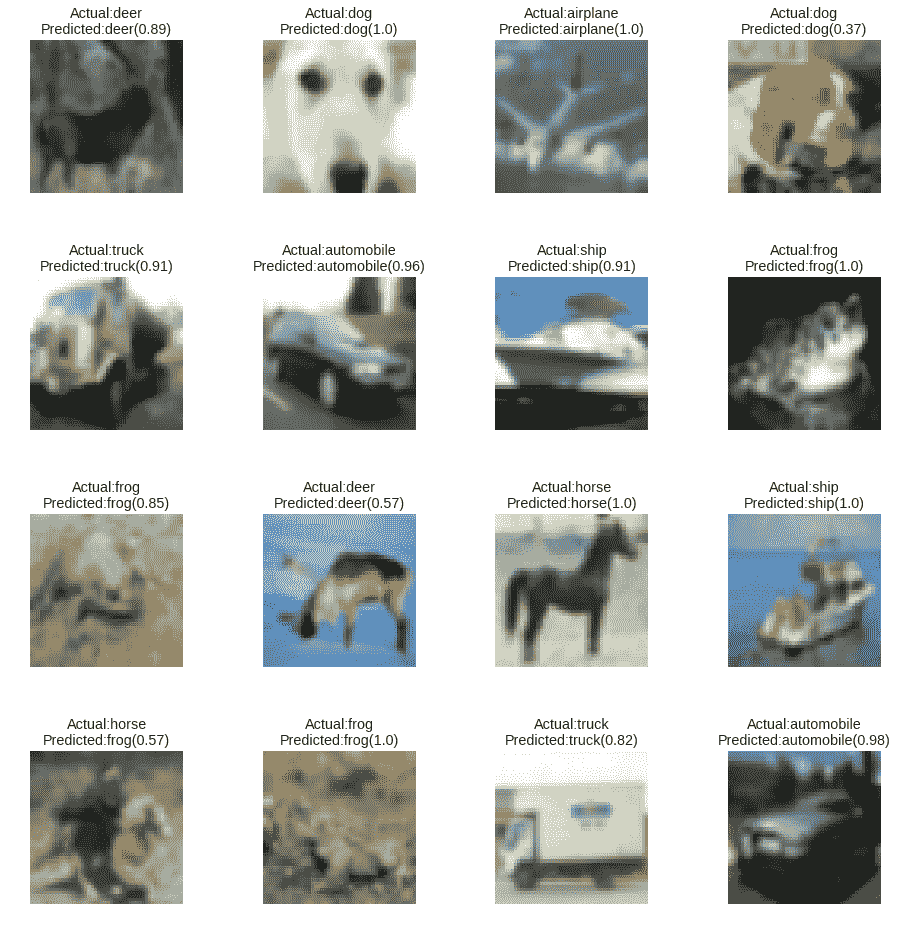 Actual:deer
Predicted:deer(0.89)
Actual:dog
Predicted:dog(1.0)
Actual:airplane
Predicted:airplane(1.0)
Actual:dog
Predicted:dog(0.37)
Actual:truck
Predicted:truck(0.91)
Actual:automobile
Predicted:automobile(0.96)
Actual:ship
Predicted:ship(0.91)
Actual:frog
Predicted:frog(1.0)
Actual:frog
Predicted:frog(0.85)
Actual:deer
Predicted:deer(0.57)
Actual:horse
Predicted:horse(1.0)
Actual:ship
Predicted:ship(1.0)
Actual:horse
Predicted:frog(0.57)
Actual:frog
Predicted:frog(1.0)
Actual:truck
Predicted:truck(0.82)
Actual:automobile
Predicted:automobile(0.98)